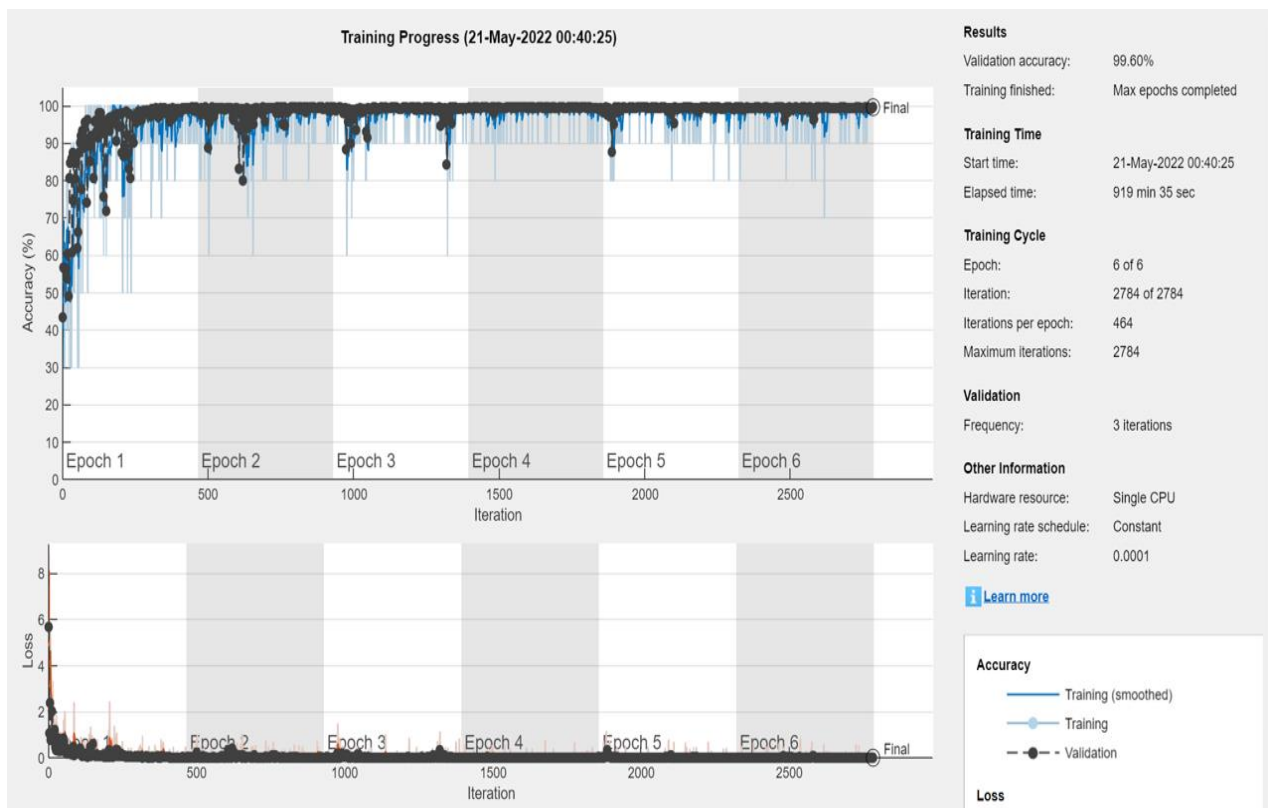 Training Progress (21-May-2022 00:40:25)
Accuracy (%)
100
90
80
70
60
50
40
30
20
10
0
Final
Epoch 1
Epoch 2
Epoch 3
Epoch 4
Epoch 5
Epoch 6
0
500
1000
1500
2000
2500
Iteration
Loss
8
6
4
2
0
Epoch 2
Epoch 3
Epoch 4
Epoch 5
Epoch 6
Final
0
500
1000
1500
2000
2500
Iteration
Results
Validation accuracy: 99.60%
Training finished: Max epochs completed
Training Time
Start time: 21-May-2022 00:40:25
Elapsed time: 919 min 35 sec
Training Cycle
Epoch: 6 of 6
Iteration: 2784 of 2784
Iterations per epoch: 464
Maximum iterations: 2784
Validation
Frequency: 3 iterations
Other Information
Hardware resource: Single CPU
Learning rate schedule: Constant
Learning rate: 0.0001
i Learn more
Accuracy
Training (smoothed)
Training
Validation
Loss